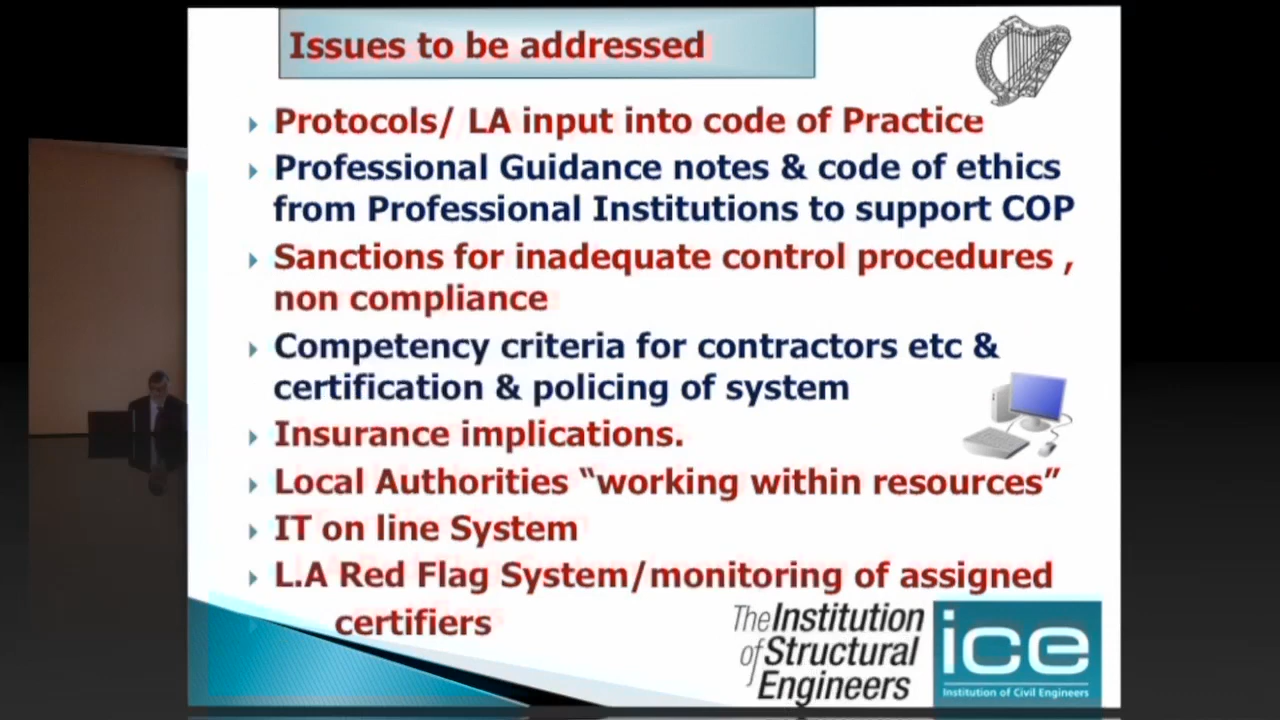 Issues to be addressed
Protocols/ LA input into code of Practice
Professional Guidance notes & code of ethics
from Professional Institutions to support COP
Sanctions for inadequate control procedures ,
non compliance
Competency criteria for contractors etc &
certification & policing of system
Insurance implications.
Local Authorities “working within resources”
IT on line System
L.A Red Flag System/monitoring of assigned
certifiers
The Institution
of Structural
Engineers
ice
Institution of Civil Engineers